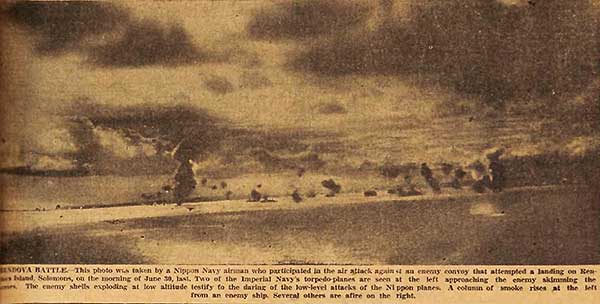 BATTLE.—This photo was taken by a Nippon Navy airman who participated in the air attack against an enemy convoy that attempted a landing on Ren-
Island, Solomons, on the morning of June 30, last. Two of the Imperial Navy's torpedo-planes are seen at the left approaching the enemy skimming the
The enemy shells exploding at low altitude testify to the daring of the low-level attacks of the Nippon planes. A column of smoke rises at the left
from an enemy ship. Several others are afire on the right.